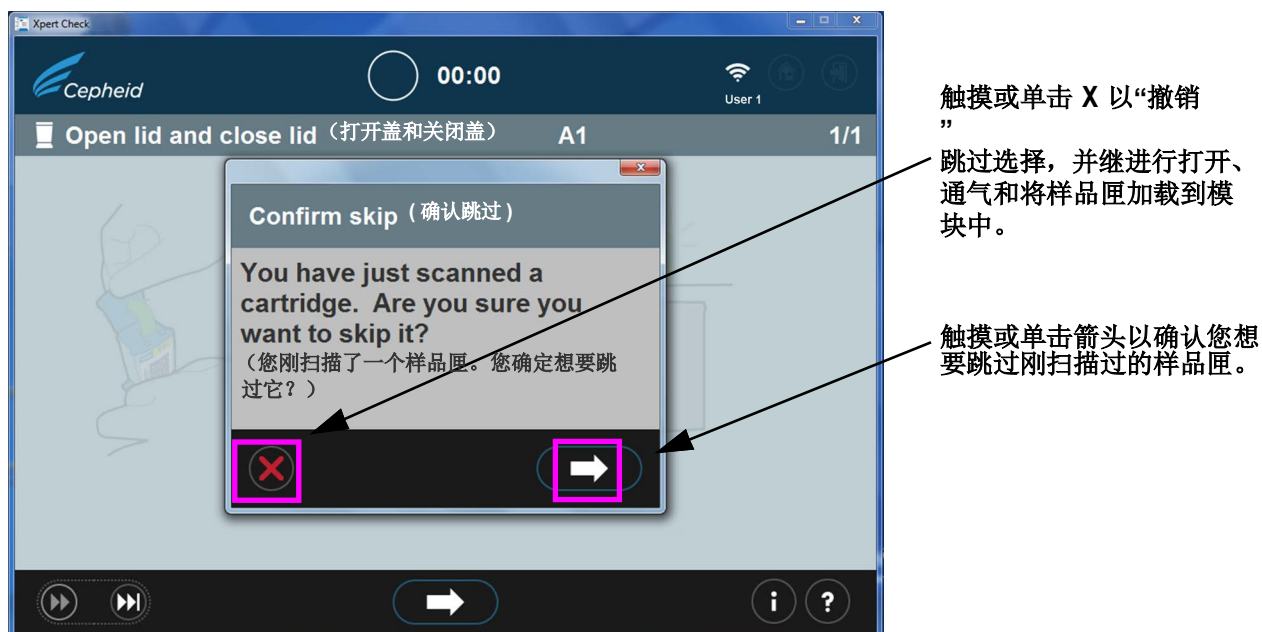 Xpert Check
Cepheid
00:00
User 1
Open lid and close lid（打开盖和关闭盖） A1 1/1
Confirm skip（确认跳过）
You have just scanned a
cartridge. Are you sure you
want to skip it?
（您刚扫描了一个样品匣。您确定想要跳
过它？）
i ?
触摸或单击 X 以“撤销
”
跳过选择，并继进行打开、
通气和将样品匣加载到模
块中。
触摸或单击箭头以确认您想
要跳过刚扫描过的样品匣。